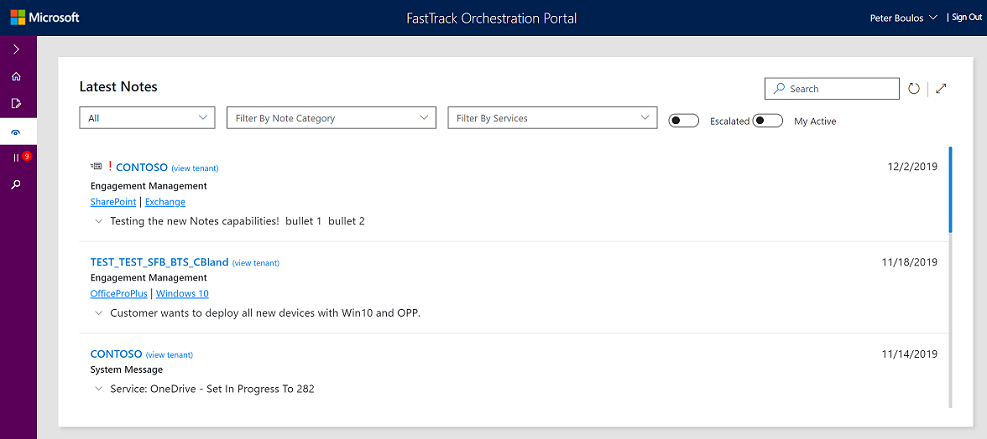 Microsoft
FastTrack Orchestration Portal
Peter Boulos
| Sign Out
9
Latest Notes
Search
All
Filter By Note Category
Filter By Services
Escalated
My Active
! CONTOSO (view tenant)
12/2/2019
Engagement Management
SharePoint | Exchange
Testing the new Notes capabilities! bullet 1 bullet 2
TEST_TEST_SFB_BTS_CBland (view tenant)
11/18/2019
Engagement Management
OfficeProPlus | Windows 10
Customer wants to deploy all new devices with Win10 and OPP.
CONTOSO (view tenant)
11/14/2019
System Message
Service: OneDrive - Set In Progress To 282